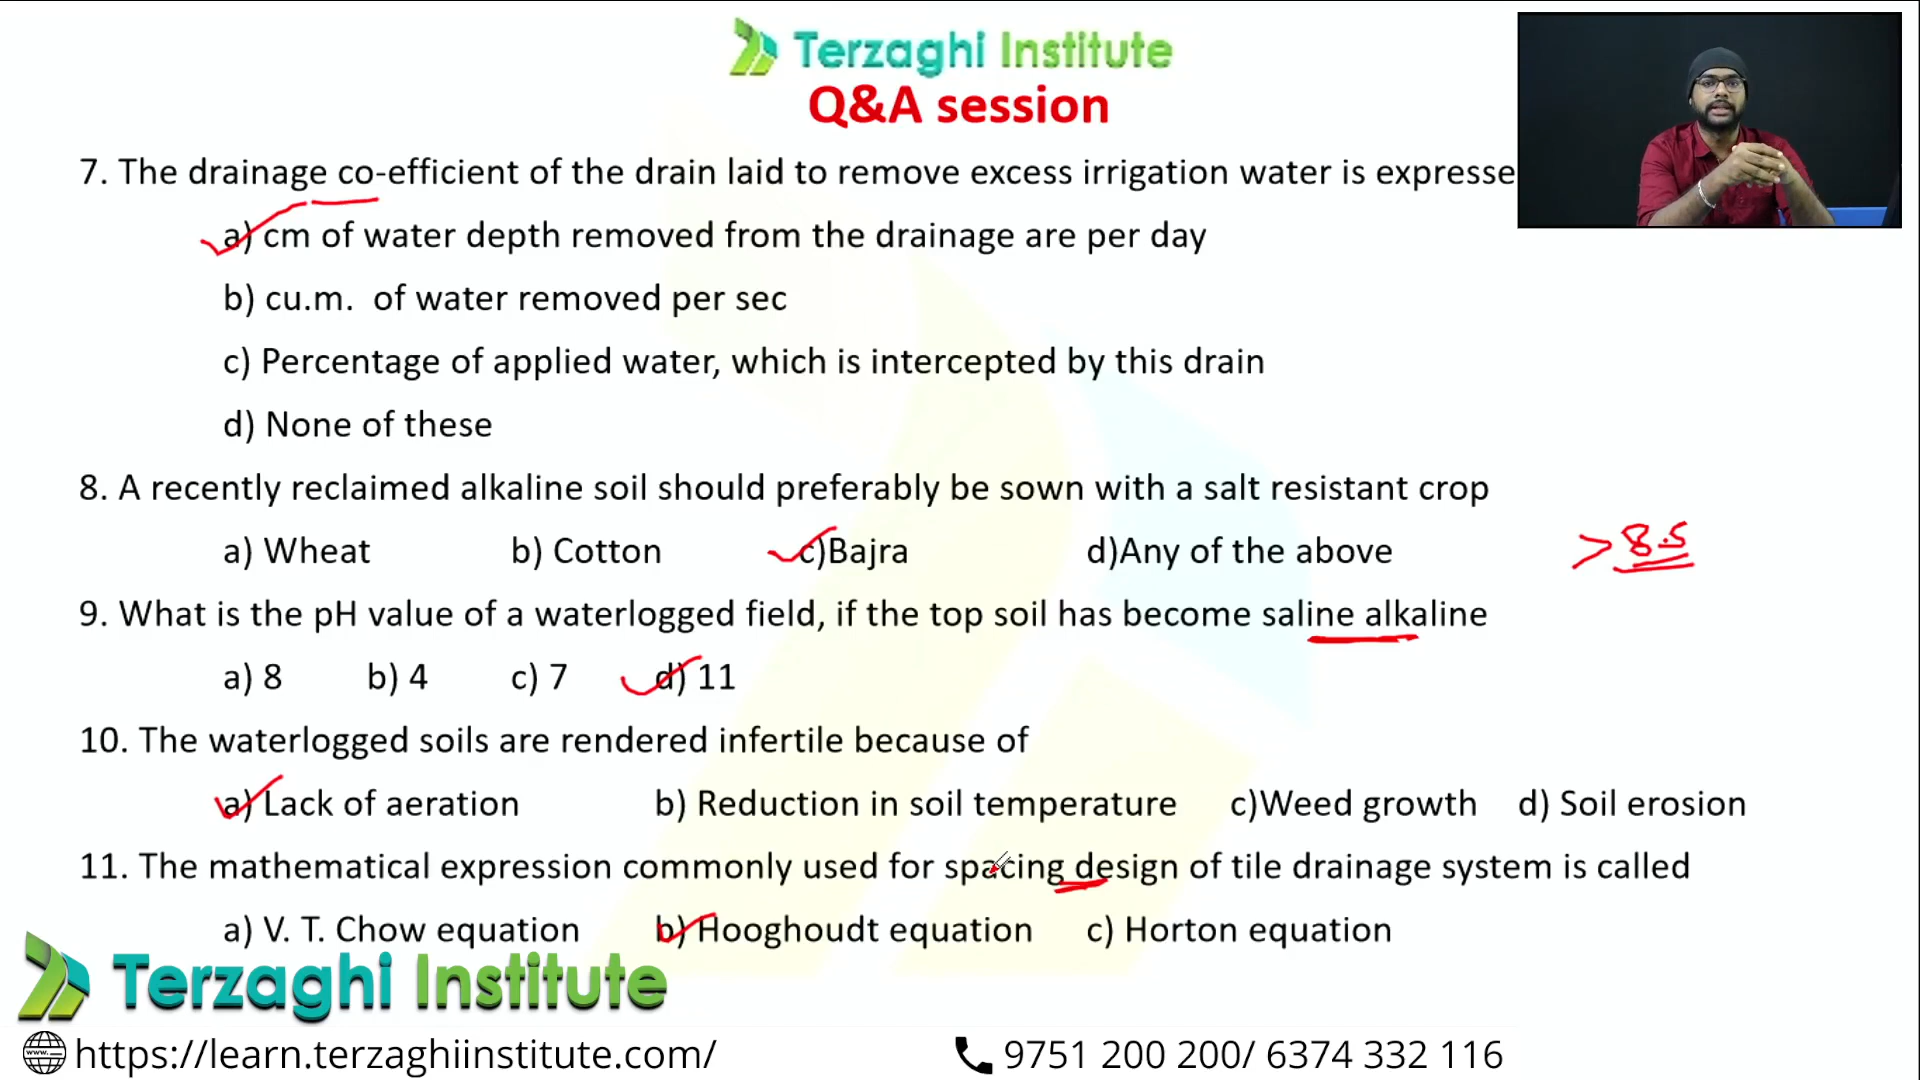 Terzaghi Institute
Q&A session
7. The drainage co-efficient of the drain laid to remove excess irrigation water is expresse
a) cm of water depth removed from the drainage are per day
b) cu.m. of water removed per sec
c) Percentage of applied water, which is intercepted by this drain
d) None of these
8. A recently reclaimed alkaline soil should preferably be sown with a salt resistant crop
a) Wheat b) Cotton c)Bajra d)Any of the above
>8.5
9. What is the pH value of a waterlogged field, if the top soil has become saline alkaline
a) 8 b) 4 c) 7 d) 11
10. The waterlogged soils are rendered infertile because of
a) Lack of aeration b) Reduction in soil temperature c)Weed growth d) Soil erosion
11. The mathematical expression commonly used for spacing design of tile drainage system is called
a) V. T. Chow equation b) Hooghoudt equation c) Horton equation
Terzaghi Institute
www. https://learn.terzaghiinstitute.com/ 9751 200 200/ 6374 332 116